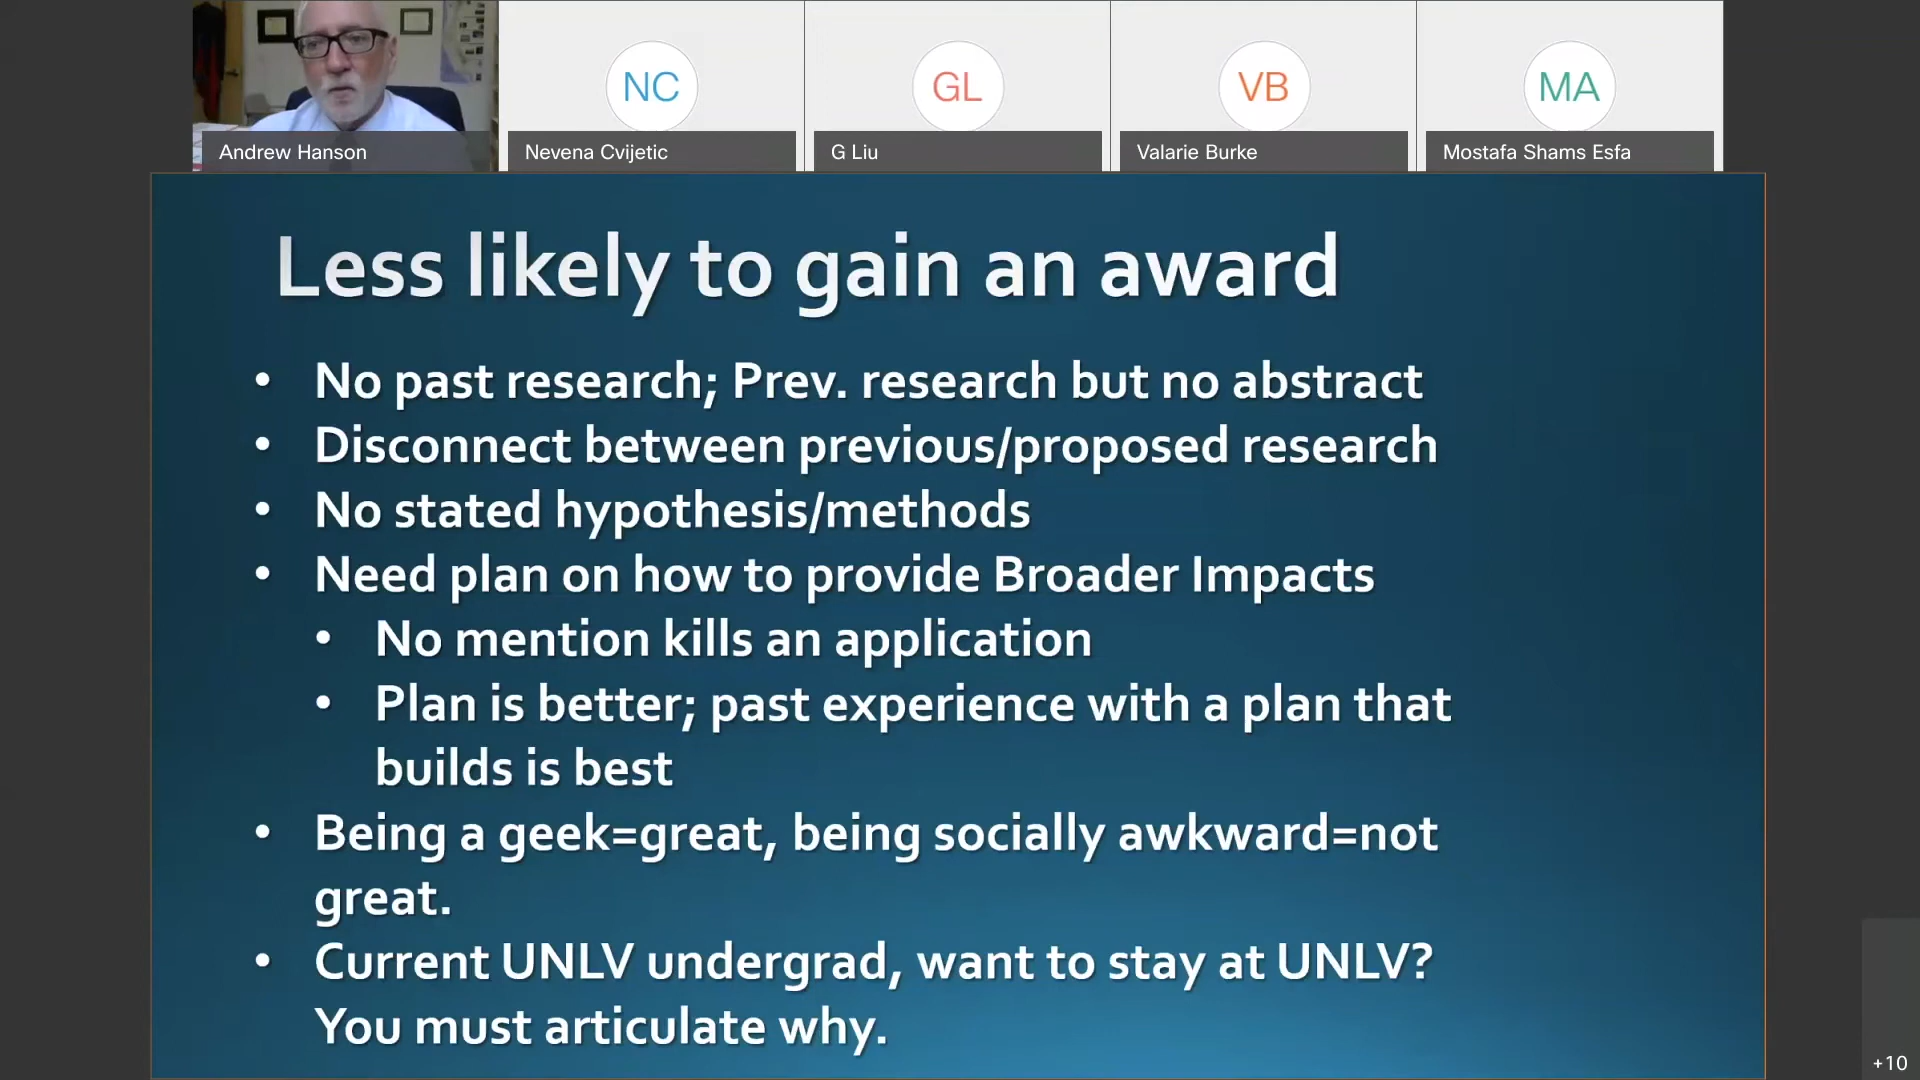 NC
GL
VB
MA
Andrew Hanson
Nevena Cvijetic
G Liu
Valarie Burke
Mostafa Shams Esfa
Less likely to gain an award
• No past research; Prev. research but no abstract
• Disconnect between previous/proposed research
• No stated hypothesis/methods
• Need plan on how to provide Broader Impacts
• No mention kills an application
• Plan is better; past experience with a plan that
builds is best
• Being a geek=great, being socially awkward=not
great.
• Current UNLV undergrad, want to stay at UNLV?
You must articulate why.
+10